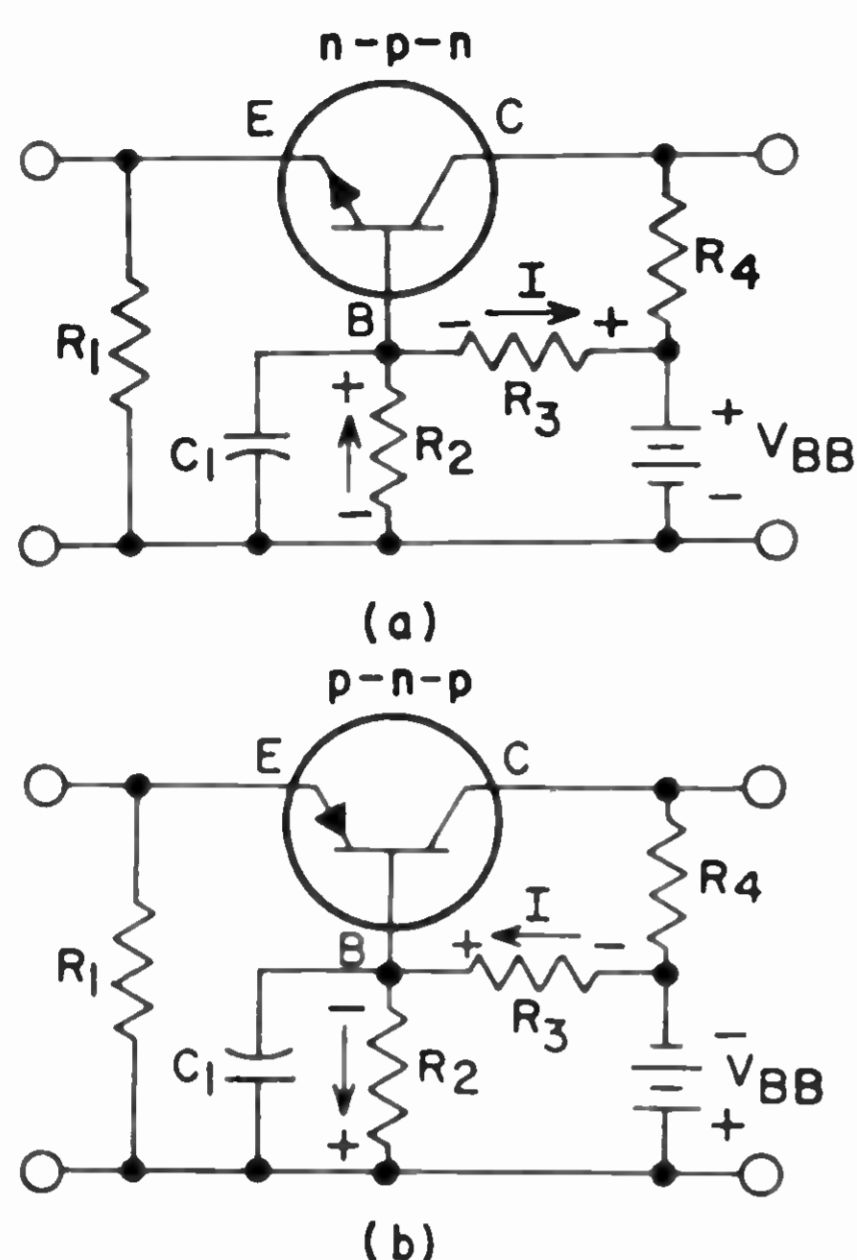 n-p-n
E
C
R4
I
B
-
+
R1
R3
+
+
C1
R2
VBB
-
-
(a)
p-n-p
E
C
R4
I
B
+
-
R1
R3
-
-
C1
R2
VBB
+
+
(b)